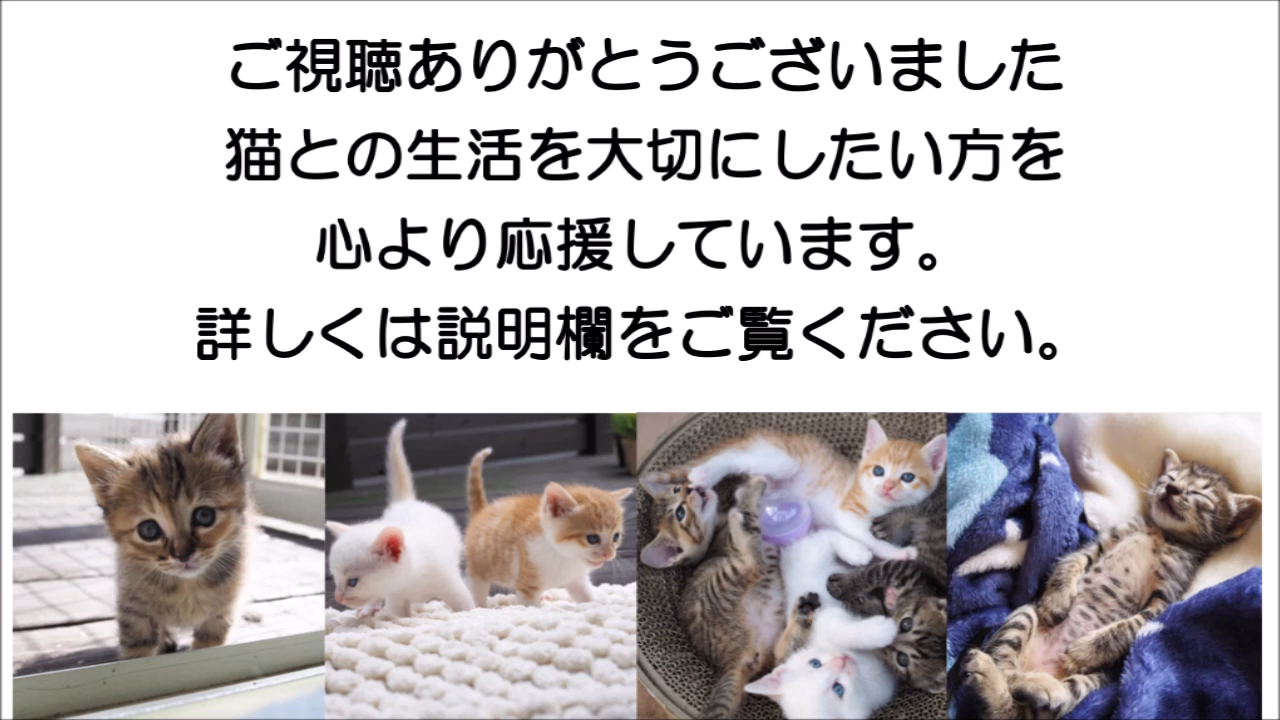 ご視聴ありがとうございました
猫との生活を大切にしたい方を
心より応援しています。
詳しくは説明欄をご覧ください。